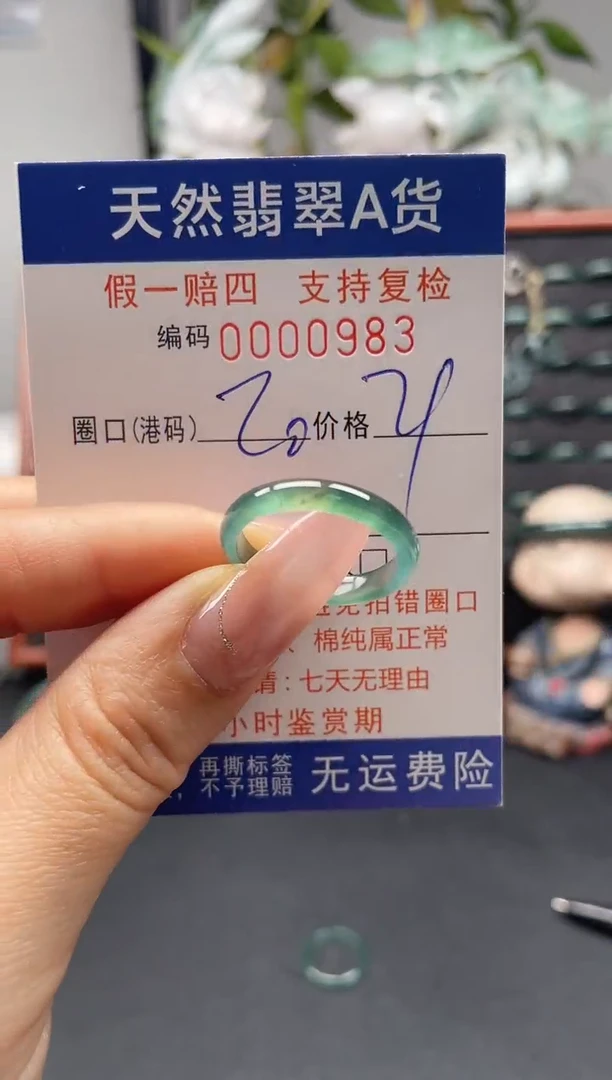 天然翡翠A货
假一赔四 支持复检
编码 0000983
圈口(港码) 20 价格 4
拍错圈口
棉纯属正常
请:七天无理由
小时鉴赏期
再撕标签
不予理赔
无运费险